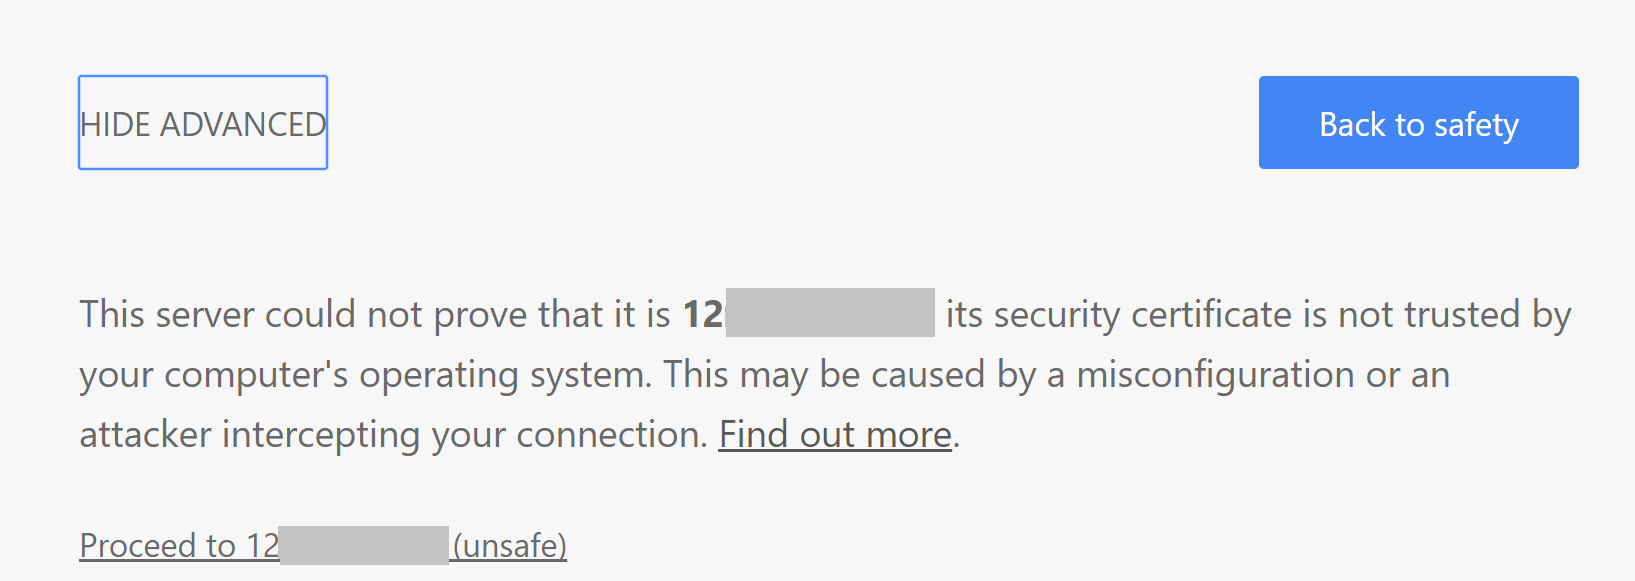 HIDE ADVANCED
Back to safety
This server could not prove that it is 12 its security certificate is not trusted by
your computer's operating system. This may be caused by a misconfiguration or an
attacker intercepting your connection. Find out more.
Proceed to 12 (unsafe)